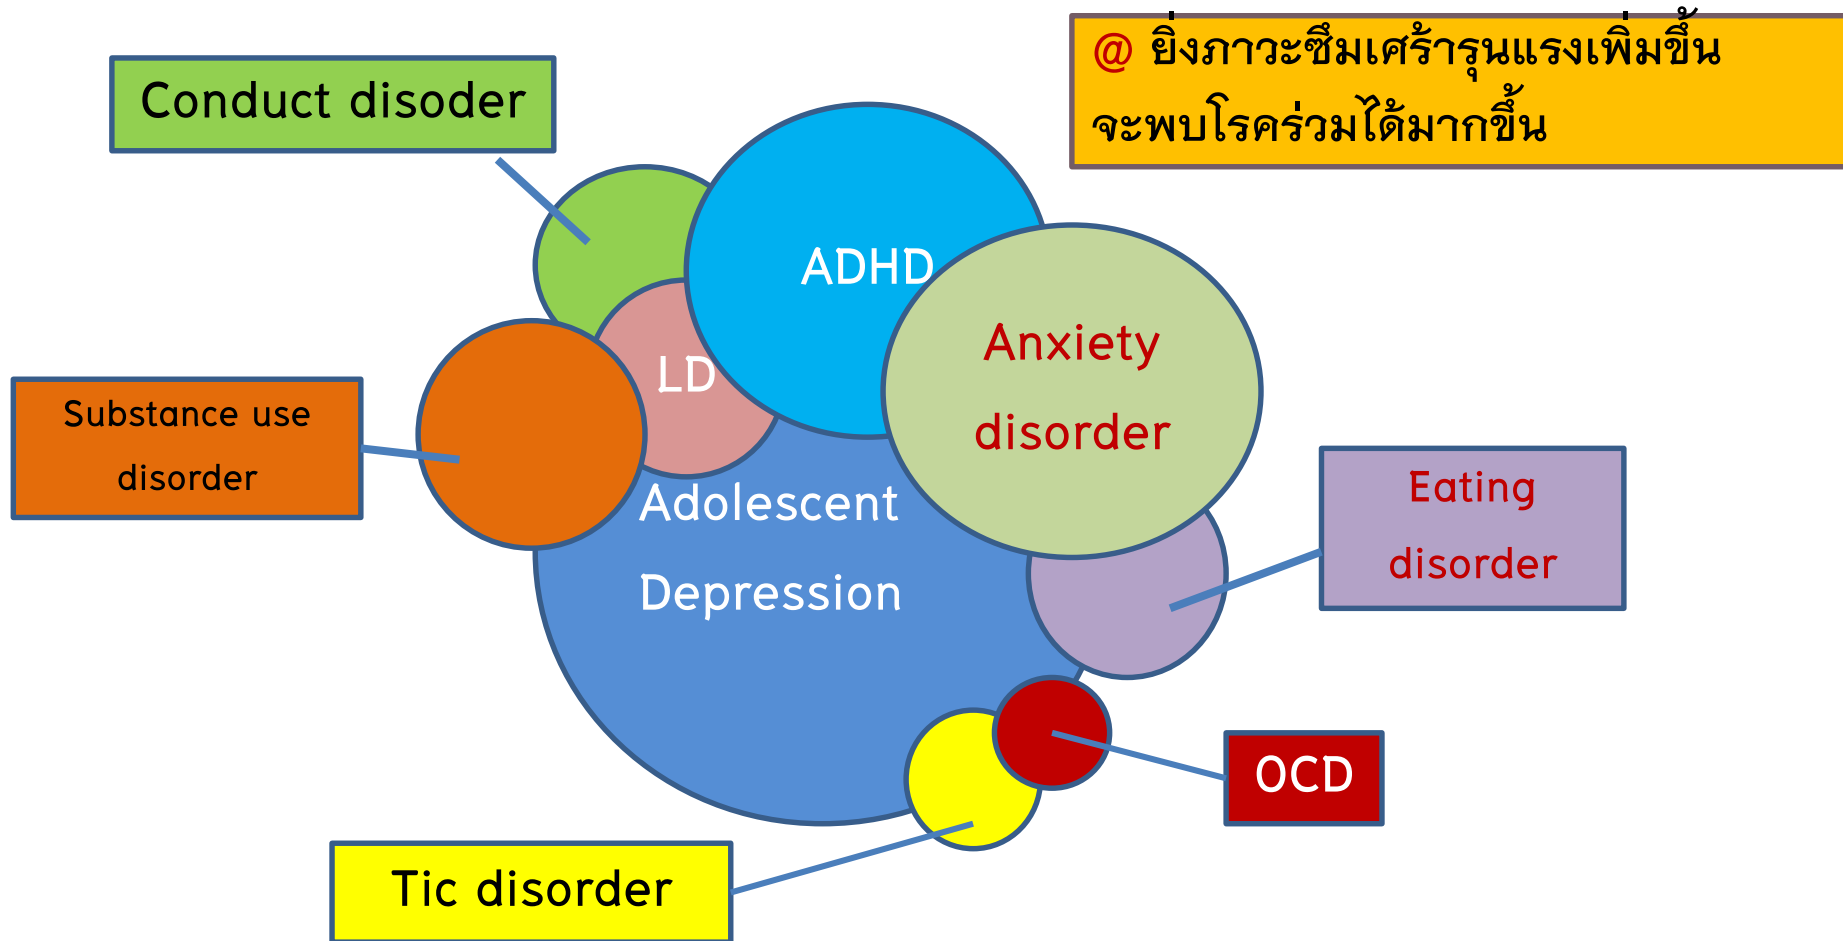 @ ยิ่งภาวะซึมเศร้ารุนแรงเพิ่มขึ้น
จะพบโรคร่วมได้มากขึ้น
Conduct disoder
ADHD
Anxiety
disorder
LD
Substance use
disorder
Adolescent
Depression
Eating
disorder
OCD
Tic disorder